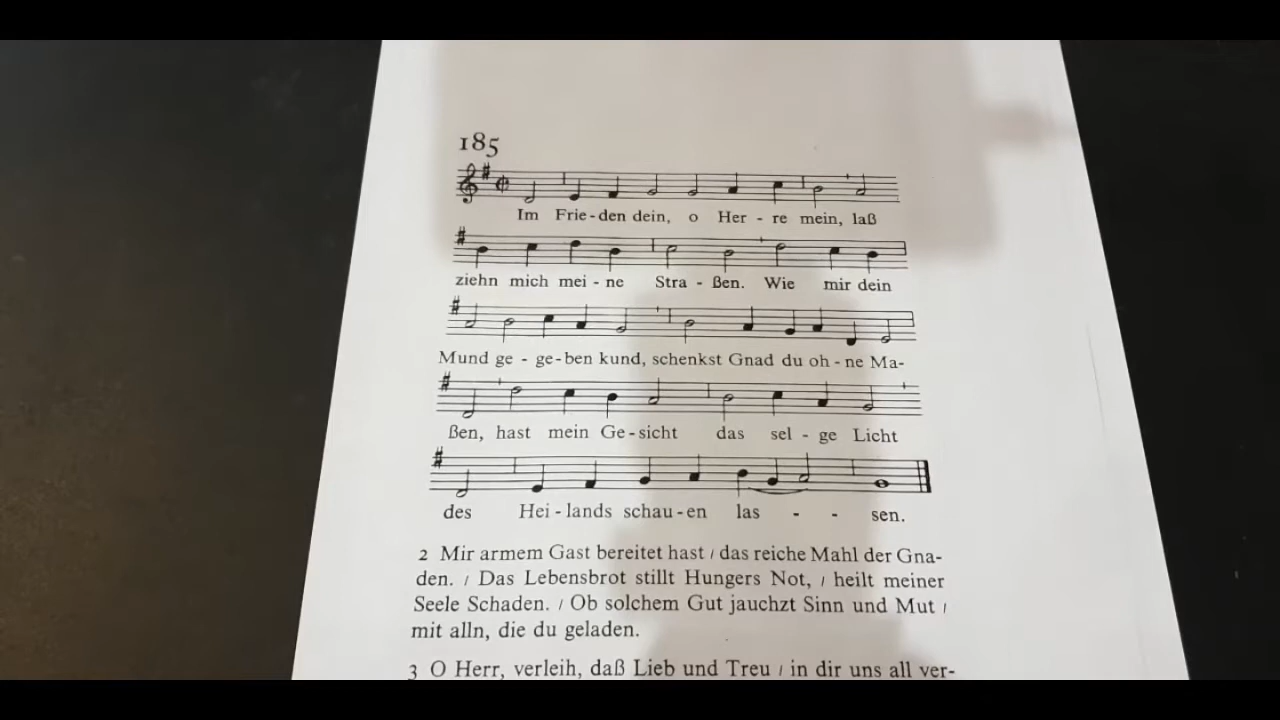 185
Im Frie-den dein, o Her - re mein, laß
ziehn mich mei - ne Stra - ßen. Wie mir dein
Mund ge - ge-ben kund, schenkst Gnad du oh - ne Ma-
ßen, hast mein Ge-sicht das sel - ge Licht
des Hei-lands schau-en las - - sen.
2 Mir armem Gast bereitet hast / das reiche Mahl der Gna-
den. / Das Lebensbrot stillt Hungers Not, / heilt meiner
Seele Schaden. / Ob solchem Gut jauchzt Sinn und Mut /
mit alln, die du geladen.
3 O Herr, verleih, daß Lieb und Treu / in dir uns all ver-